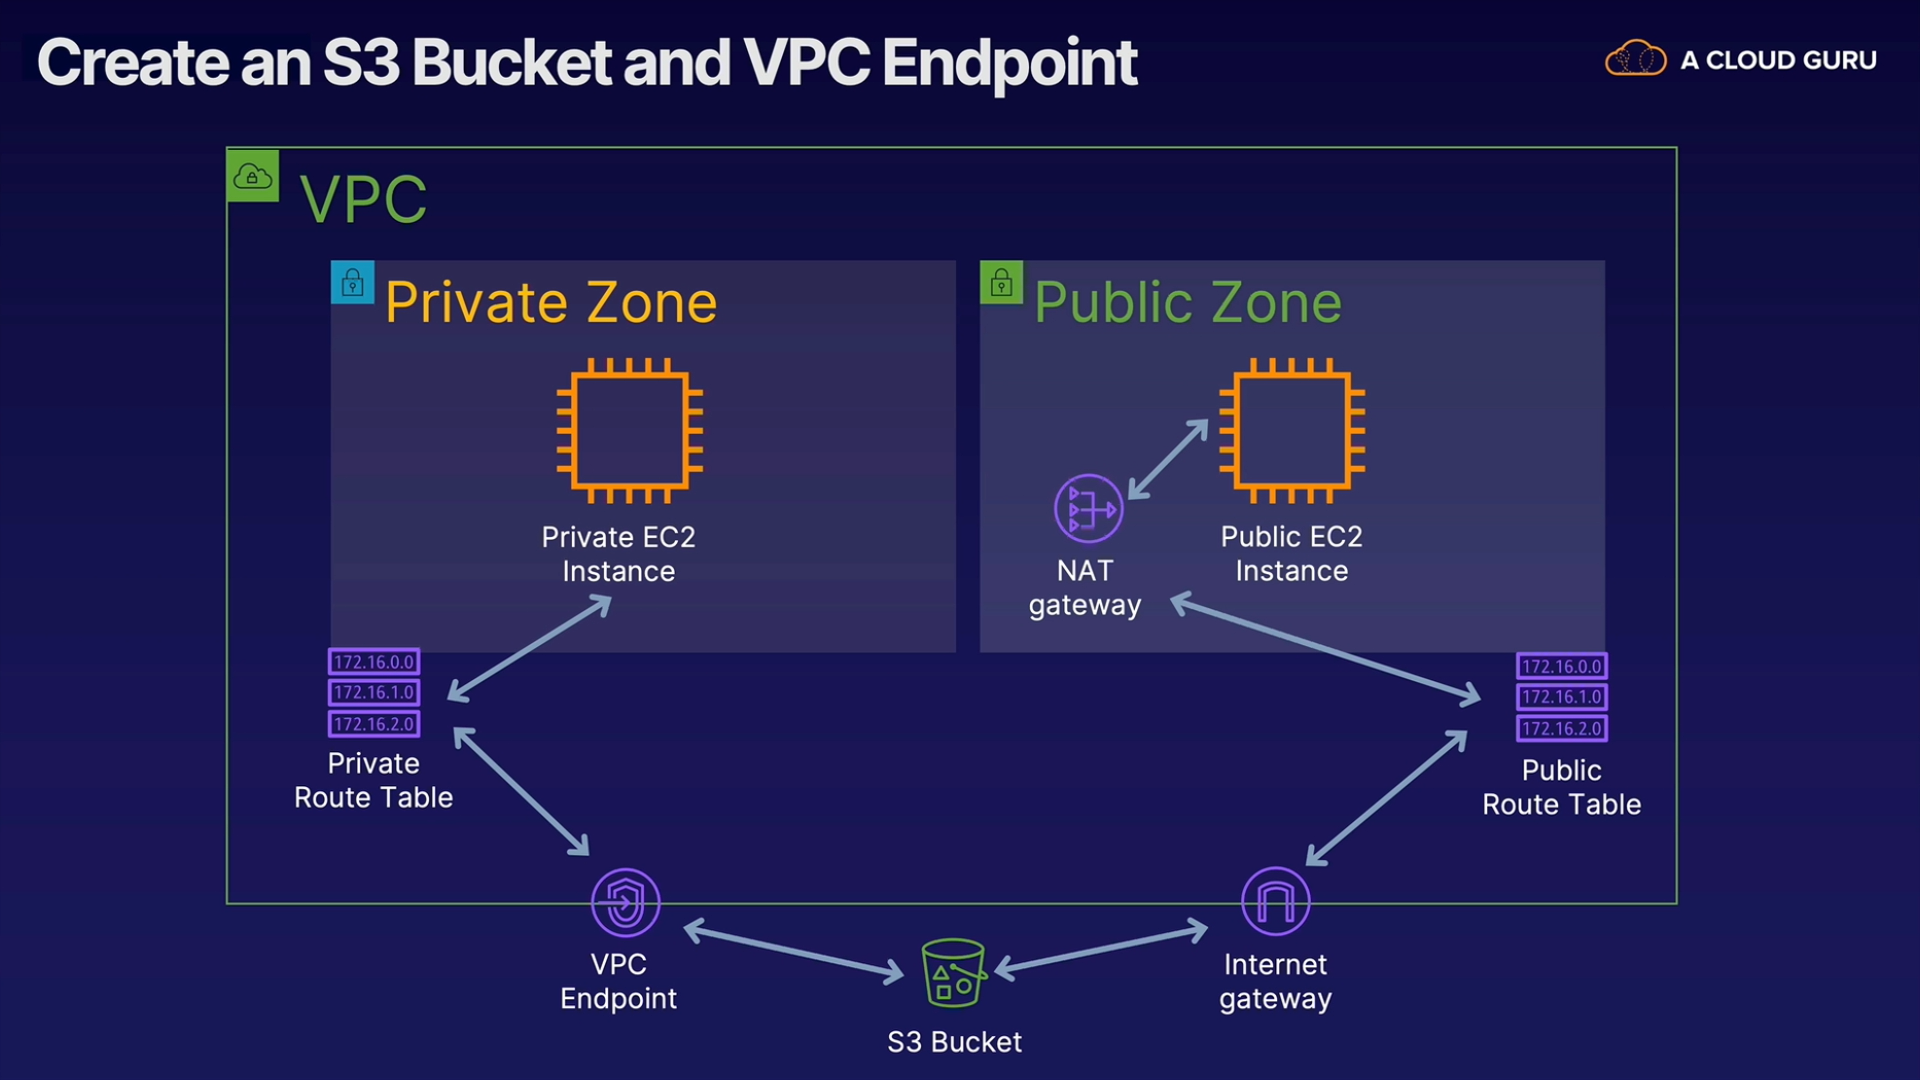 Create an S3 Bucket and VPC Endpoint
A CLOUD GURU
VPC
Private Zone
Private EC2
Instance
Public Zone
NAT
gateway
Public EC2
Instance
172.16.0.0
172.16.1.0
172.16.2.0
Private
Route Table
172.16.0.0
172.16.1.0
172.16.2.0
Public
Route Table
VPC
Endpoint
S3 Bucket
Internet
gateway